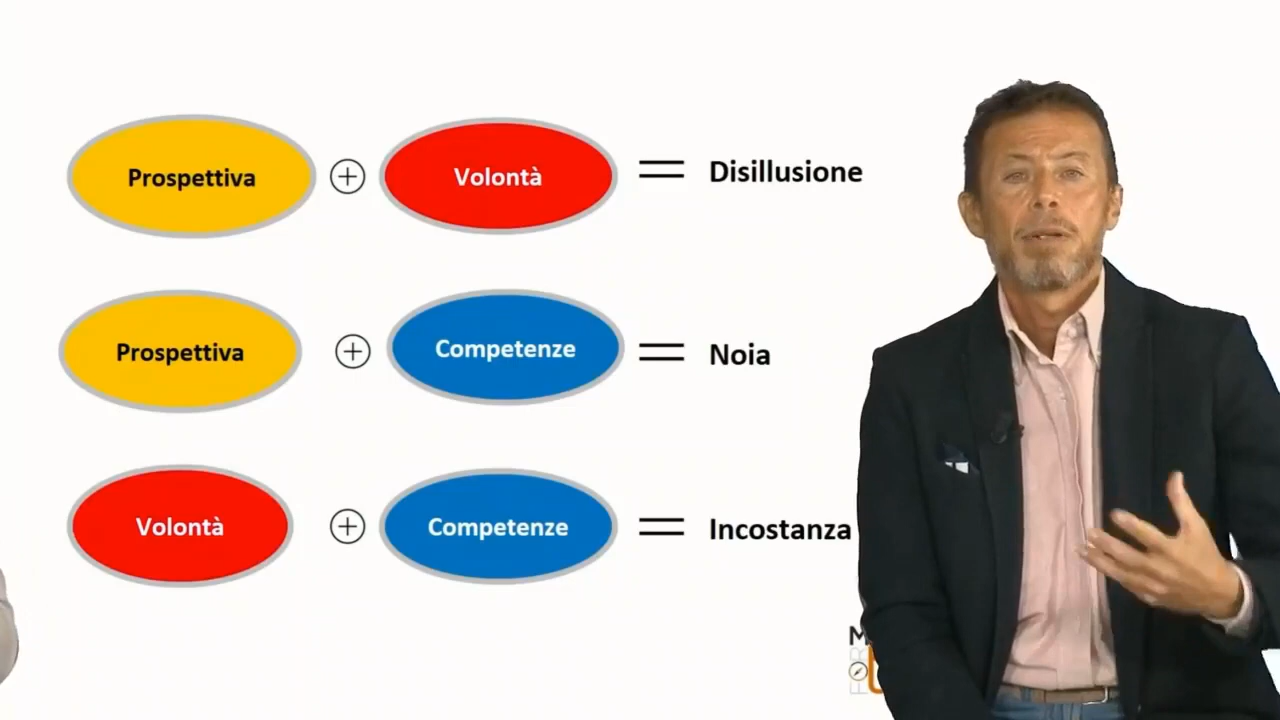 Prospettiva + Volontà = Disillusione
Prospettiva + Competenze = Noia
Volontà + Competenze = Incostanza
M